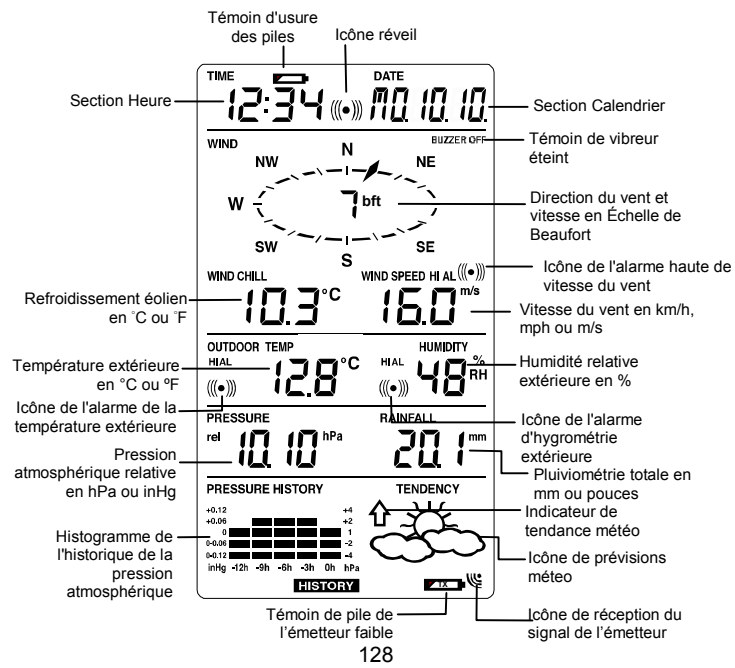 Témoin d'usure
des piles
Icône réveil
TIME
DATE
Section Heure
12:34
MO. 10. 10.
Section Calendrier
WIND
BUZZER OFF
Témoin de vibreur
éteint
N
NW
NE
W
7 bft
E
SW
SE
S
Direction du vent et
vitesse en Échelle de
Beaufort
WIND CHILL
WIND SPEED HI AL
Icône de l'alarme haute de
vitesse du vent
Refroidissement éolien
en °C ou °F
10.3 °C
16.0 m/s
Vitesse du vent en km/h,
mph ou m/s
OUTDOOR TEMP
HUMIDITY
Température extérieure
en °C ou ºF
HI AL
12.8 °C
HI AL
48 % RH
Humidité relative
extérieure en %
Icône de l'alarme de la
température extérieure
Icône de l'alarme
d'hygrométrie
extérieure
PRESSURE
RAINFALL
rel
10 10 hPa
20.1 mm
Pression
atmosphérique relative
en hPa ou inHg
Pluviométrie totale en
mm ou pouces
PRESSURE HISTORY
TENDENCY
Indicateur de
tendance météo
+0.12 +4
+0.06 +2
0 1
0-0.06 -2
0-0.12 -4
inHg -12h -9h -6h -3h 0h hPa
Histogramme de
l'historique de la
pression
atmosphérique
Icône de prévisions
méteo
HISTORY
TX
Témoin de pile de
l’émetteur faible
Icône de réception du
signal de l’émetteur
128